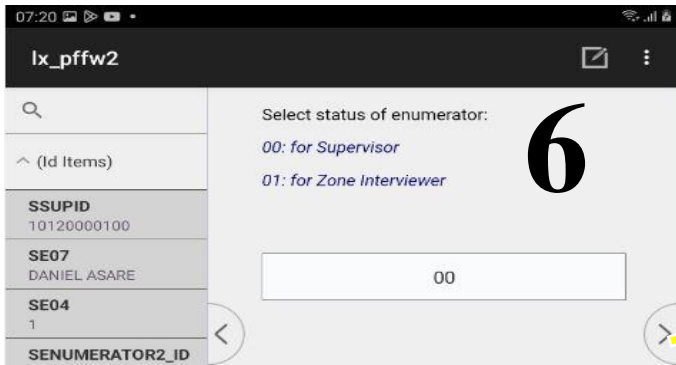 07:20
lx_pffw2
(Id Items)
SSUPID
10120000100
SE07
DANIEL ASARE
SE04
1
SENUMERATOR2_ID
Select status of enumerator:
00: for Supervisor
01: for Zone Interviewer
6
00